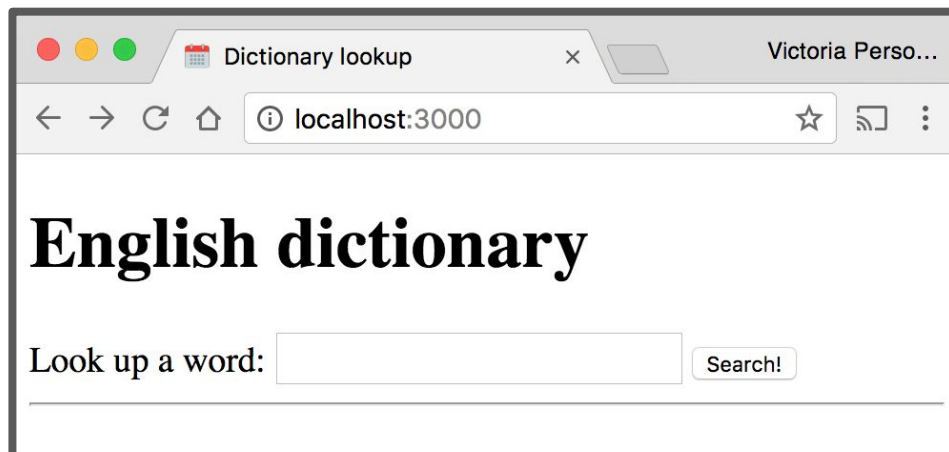 Dictionary lookup
Victoria Perso...
localhost:3000
English dictionary
Look up a word:
Search!